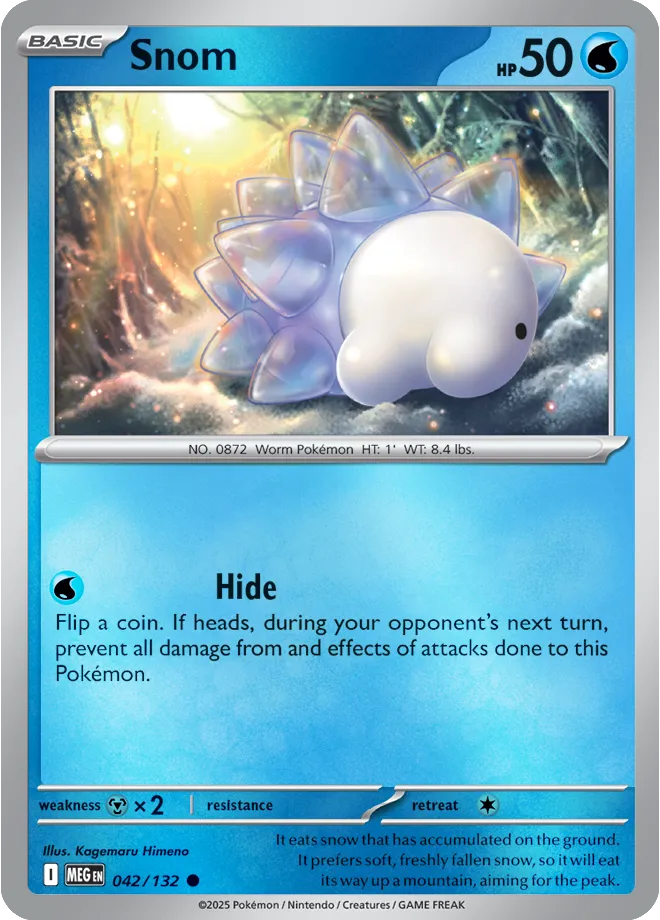 BASIC Snom HP 50
NO. 0872 Worm Pokémon HT: 1' WT: 8.4 lbs.
Hide
Flip a coin. If heads, during your opponent's next turn,
prevent all damage from and effects of attacks done to this
Pokémon.
weakness ×2 resistance retreat
Illus. Kagemaru Himeno
It eats snow that has accumulated on the ground.
It prefers soft, freshly fallen snow, so it will eat
its way up a mountain, aiming for the peak.
I MEG EN 042/132
©2025 Pokémon / Nintendo / Creatures / GAME FREAK